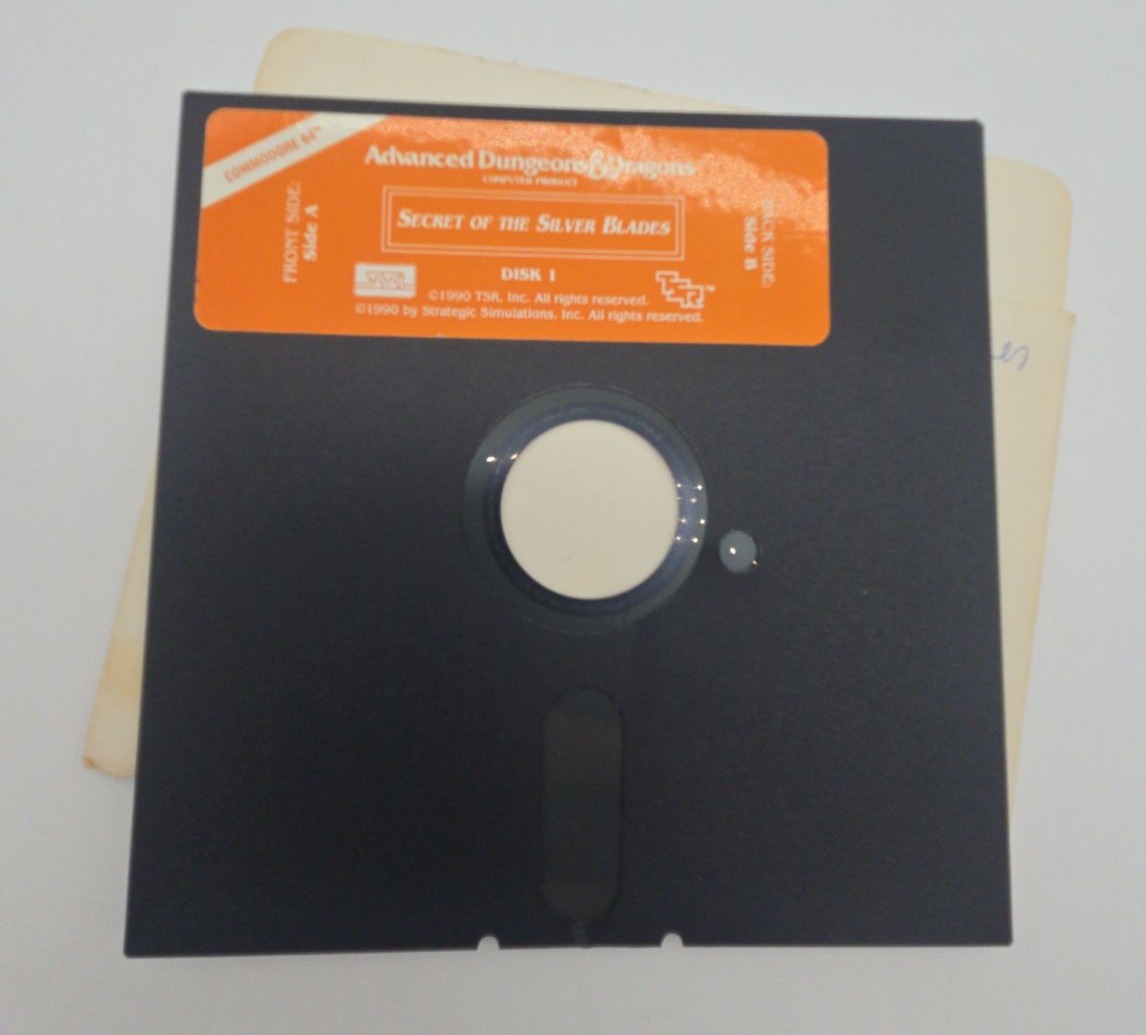 COMMODORE 64™
Advanced Dungeons & Dragons
COMPUTER PRODUCT
SECRET OF THE SILVER BLADES
FRONT SIDE:
Side A
BACK SIDE:
Side B
DISK 1
SSI
TSR™
©1990 TSR, Inc. All rights reserved.
©1990 by Strategic Simulations, Inc. All rights reserved.